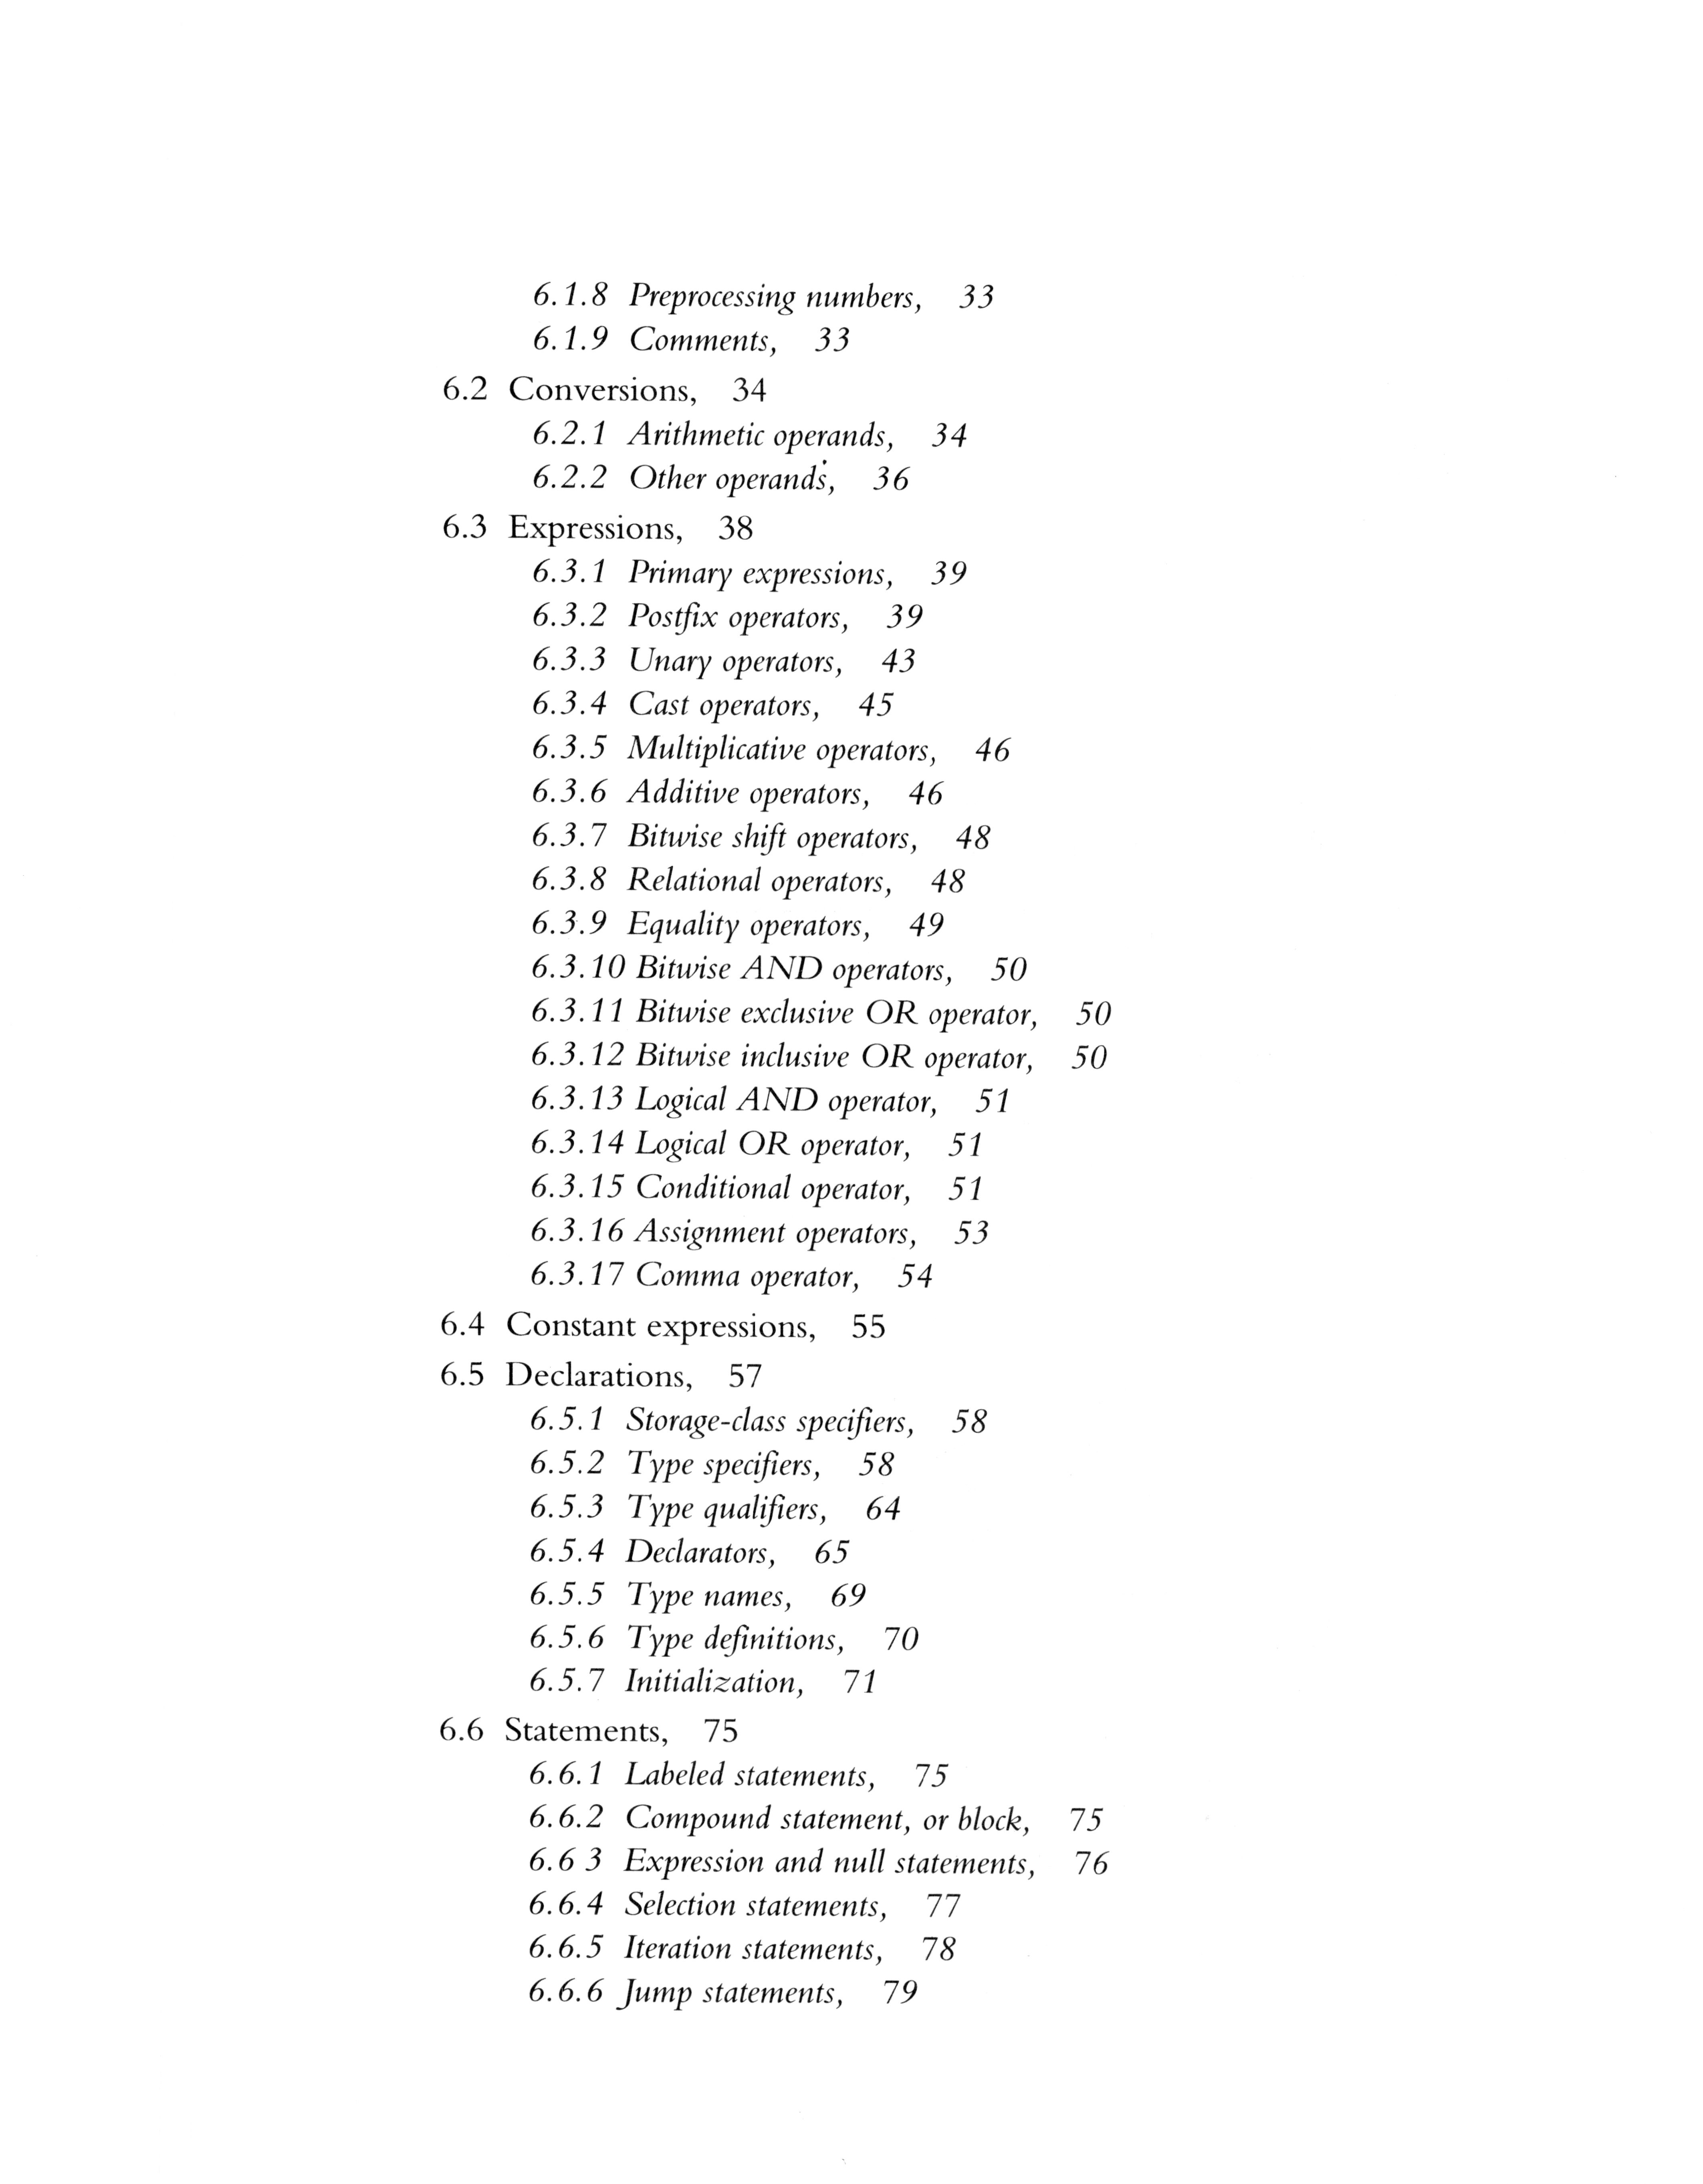 6.1.8 Preprocessing numbers, 33
6.1.9 Comments, 33
6.2 Conversions, 34
6.2.1 Arithmetic operands, 34
6.2.2 Other operands, 36
6.3 Expressions, 38
6.3.1 Primary expressions, 39
6.3.2 Postfix operators, 39
6.3.3 Unary operators, 43
6.3.4 Cast operators, 45
6.3.5 Multiplicative operators, 46
6.3.6 Additive operators, 46
6.3.7 Bitwise shift operators, 48
6.3.8 Relational operators, 48
6.3.9 Equality operators, 49
6.3.10 Bitwise AND operators, 50
6.3.11 Bitwise exclusive OR operator, 50
6.3.12 Bitwise inclusive OR operator, 50
6.3.13 Logical AND operator, 51
6.3.14 Logical OR operator, 51
6.3.15 Conditional operator, 51
6.3.16 Assignment operators, 53
6.3.17 Comma operator, 54
6.4 Constant expressions, 55
6.5 Declarations, 57
6.5.1 Storage-class specifiers, 58
6.5.2 Type specifiers, 58
6.5.3 Type qualifiers, 64
6.5.4 Declarators, 65
6.5.5 Type names, 69
6.5.6 Type definitions, 70
6.5.7 Initialization, 71
6.6 Statements, 75
6.6.1 Labeled statements, 75
6.6.2 Compound statement, or block, 75
6.6 3 Expression and null statements, 76
6.6.4 Selection statements, 77
6.6.5 Iteration statements, 78
6.6.6 Jump statements, 79